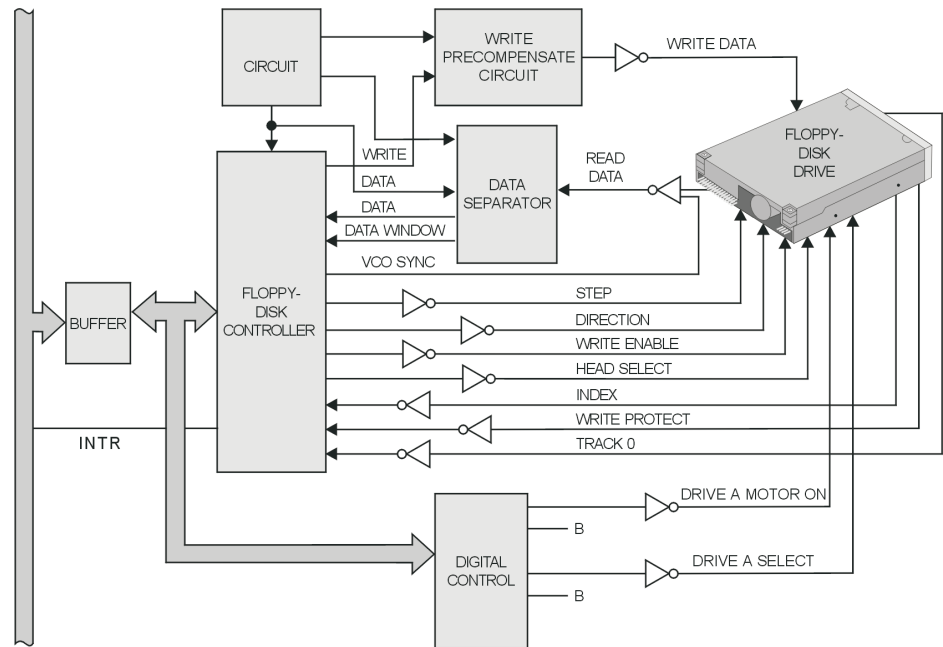 CIRCUIT
WRITE
PRECOMPENSATE
CIRCUIT
WRITE DATA
FLOPPY-
DISK
DRIVE
WRITE
DATA
DATA
DATA WINDOW
VCO SYNC
DATA
SEPARATOR
READ
DATA
BUFFER
FLOPPY-
DISK
CONTROLLER
STEP
DIRECTION
WRITE ENABLE
HEAD SELECT
INDEX
WRITE PROTECT
TRACK 0
INTR
DIGITAL
CONTROL
DRIVE A MOTOR ON
B
DRIVE A SELECT
B